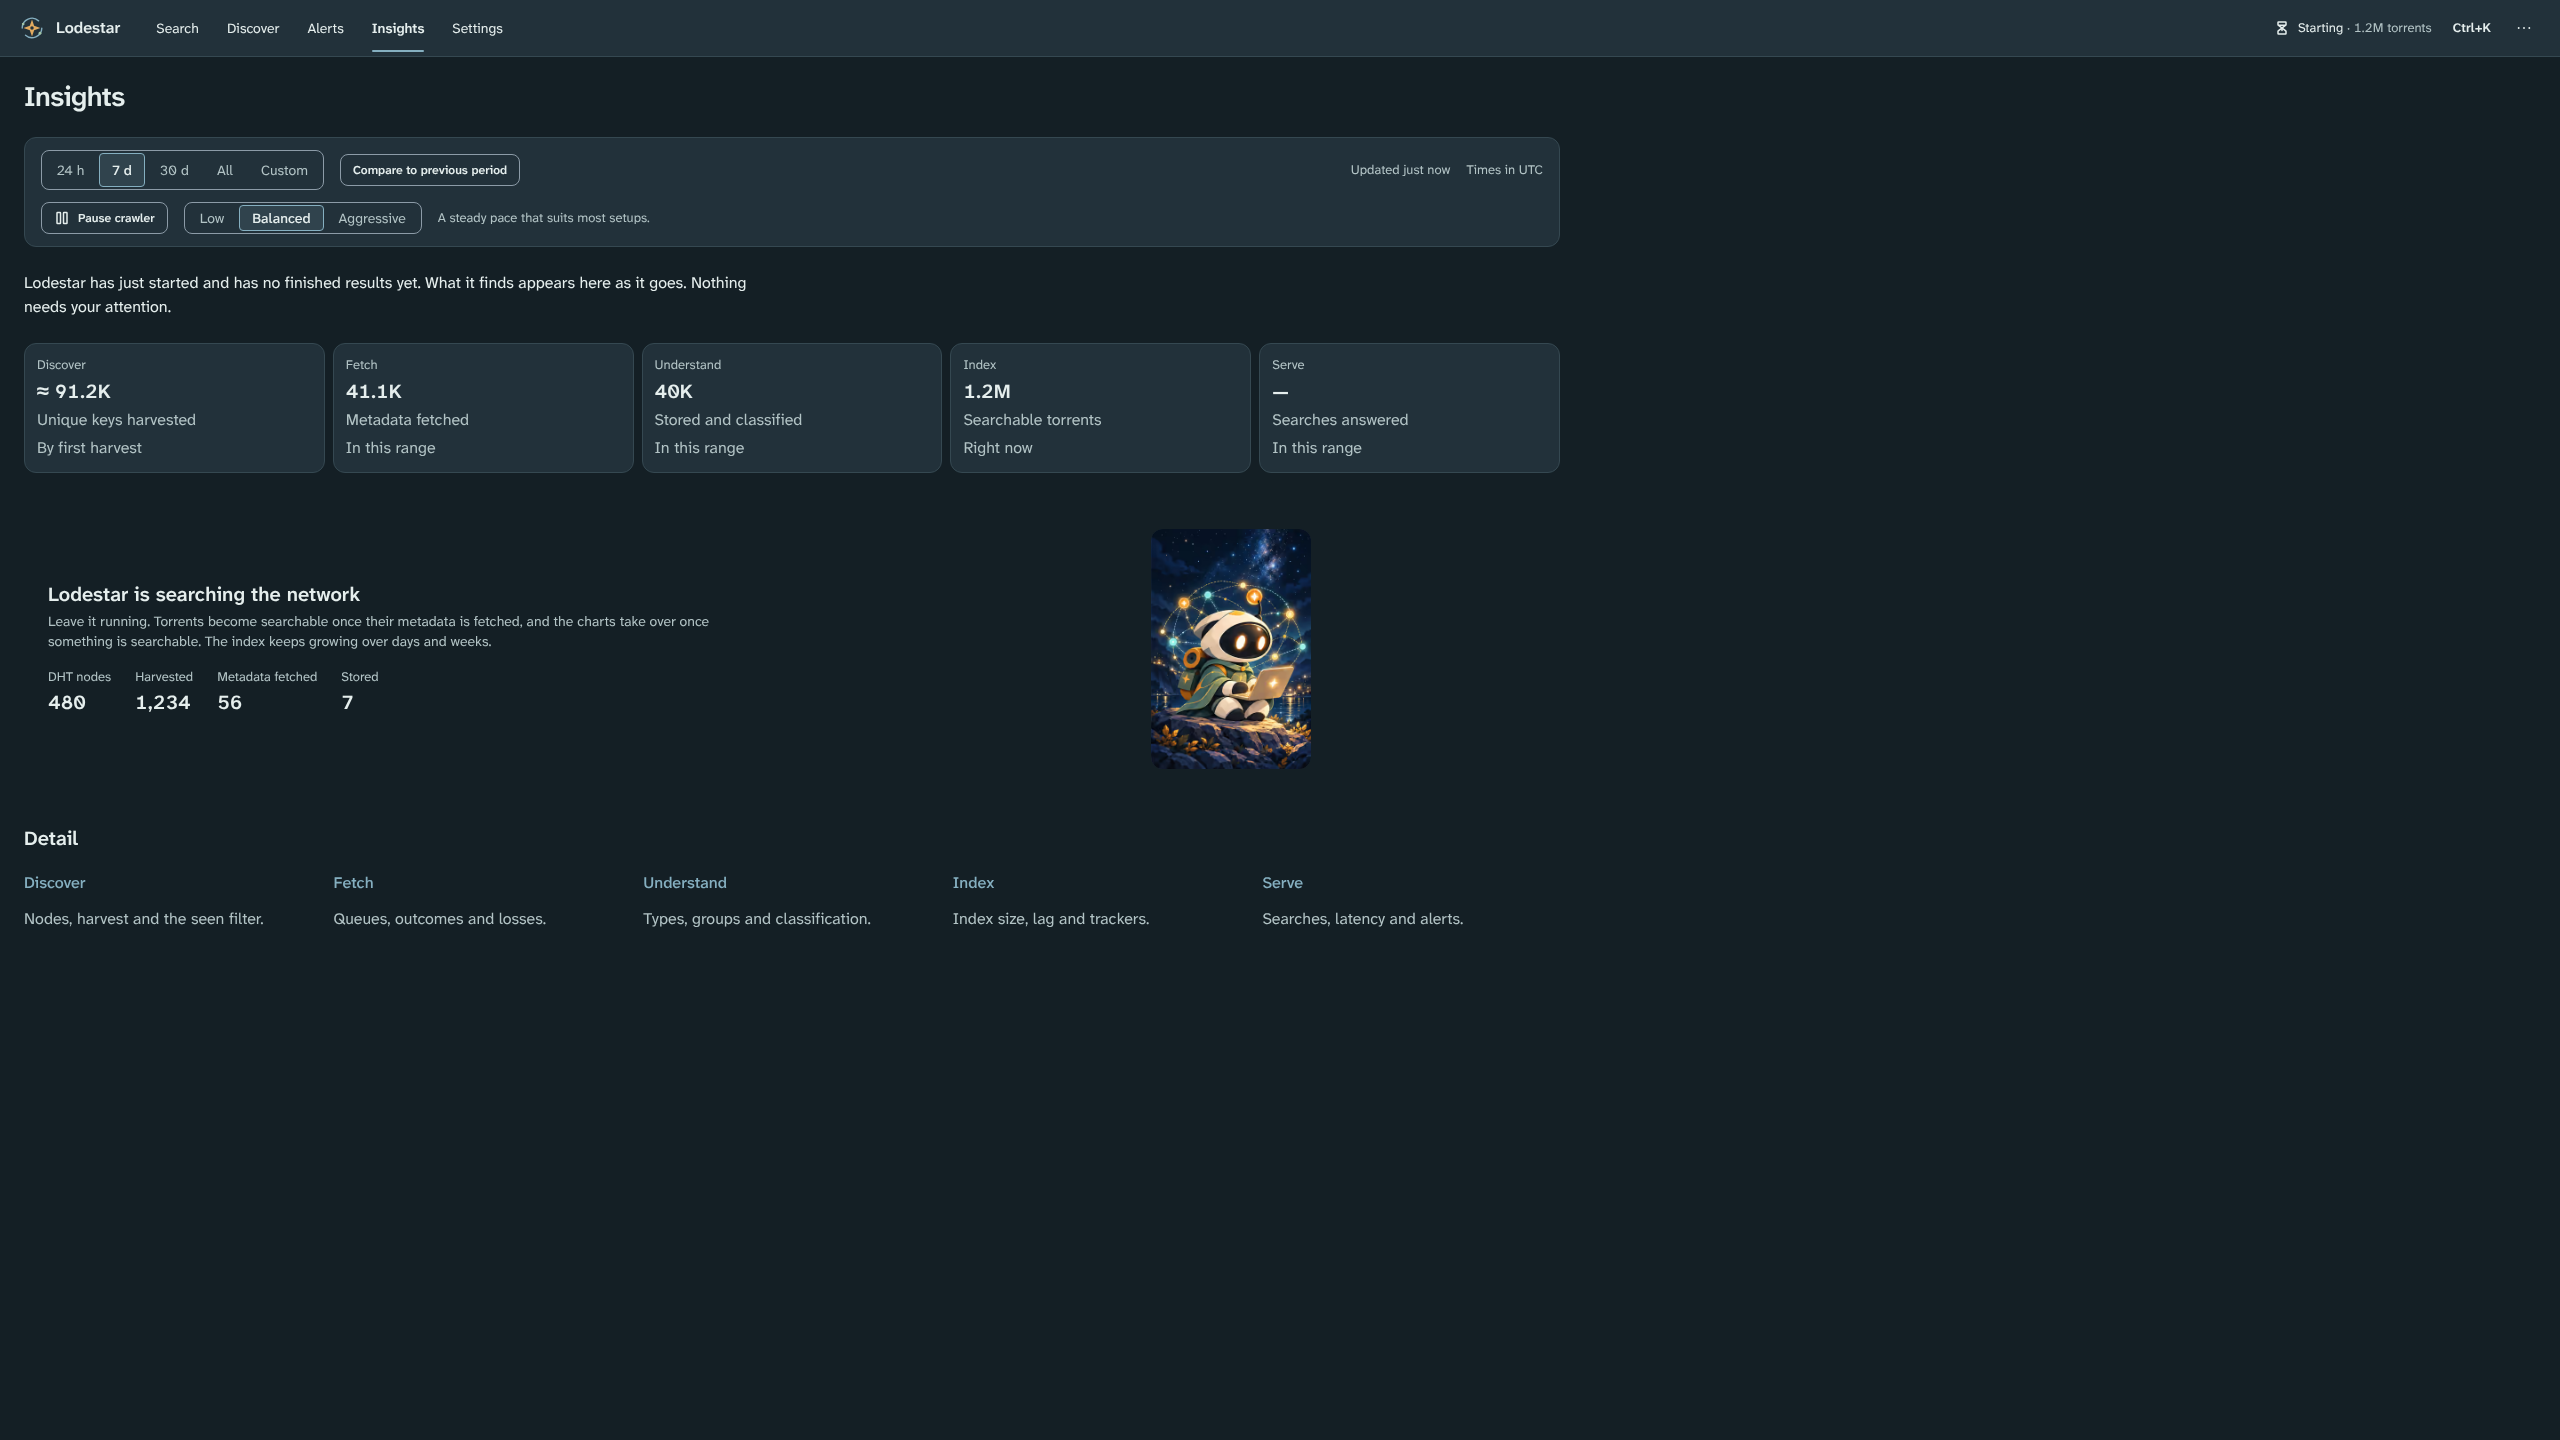 Lodestar
Search
Discover
Alerts
Insights
Settings
Starting · 1.2M torrents
Ctrl+K
Insights
24 h
7 d
30 d
All
Custom
Compare to previous period
Updated just now
Times in UTC
Pause crawler
Low
Balanced
Aggressive
A steady pace that suits most setups.
Lodestar has just started and has no finished results yet. What it finds appears here as it goes. Nothing
needs your attention.
Discover
≈ 91.2K
Unique keys harvested
By first harvest
Fetch
41.1K
Metadata fetched
In this range
Understand
40K
Stored and classified
In this range
Index
1.2M
Searchable torrents
Right now
Serve
—
Searches answered
In this range
Lodestar is searching the network
Leave it running. Torrents become searchable once their metadata is fetched, and the charts take over once
something is searchable. The index keeps growing over days and weeks.
DHT nodes
480
Harvested
1,234
Metadata fetched
56
Stored
7
Detail
Discover
Nodes, harvest and the seen filter.
Fetch
Queues, outcomes and losses.
Understand
Types, groups and classification.
Index
Index size, lag and trackers.
Serve
Searches, latency and alerts.